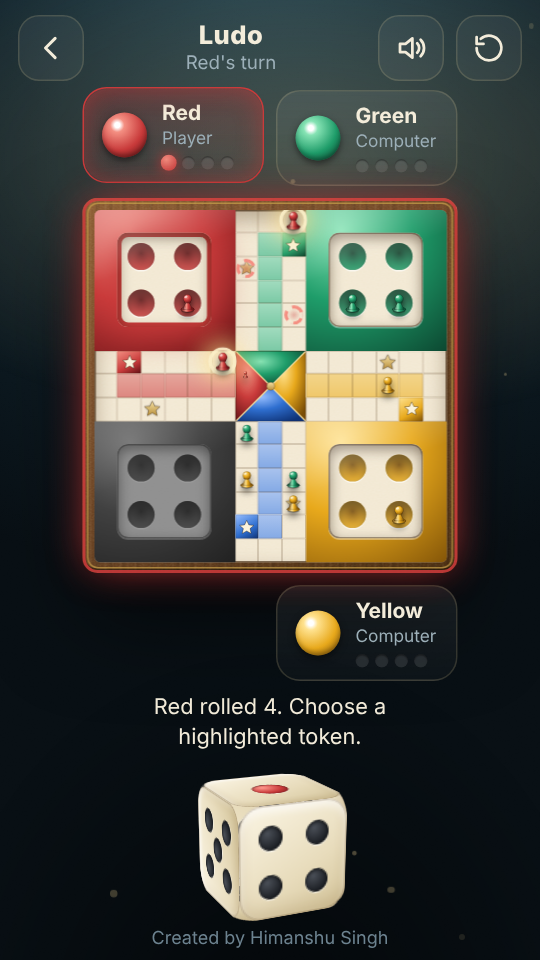 Ludo
Red's turn
Red
Player
Green
Computer
Yellow
Computer
Red rolled 4. Choose a
highlighted token.
Created by Himanshu Singh